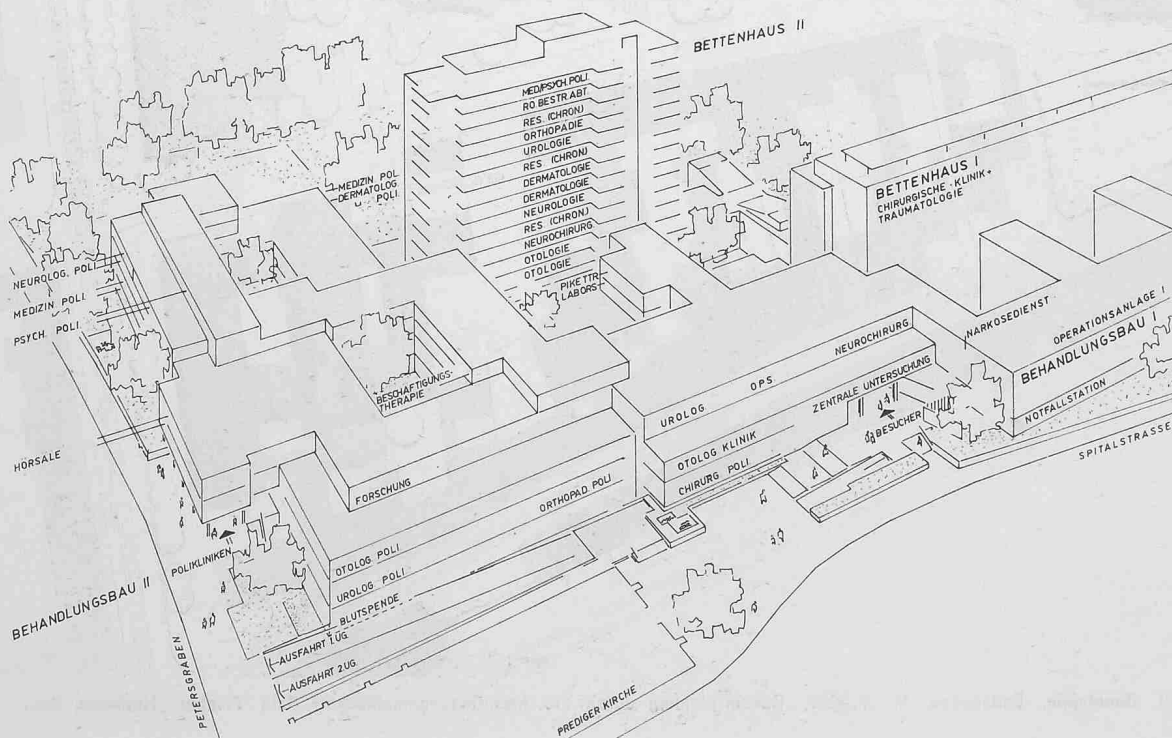 BETTENHAUS II
MED/PSYCH. POLI.
RÖ. BESTR. ABT
RES. (CHRON)
ORTHOPÄDIE
UROLOGIE
RES (CHRON)
DERMATOLOGIE
DERMATOLOGIE
NEUROLOGIE
RES (CHRON)
NEUROCHIRURG
OTOLOGIE
OTOLOGIE
MEDIZIN POL
DERMATOLOG
POLI.
PIKETTR.
LABORS
BETTENHAUS I
CHIRURGISCHE - KLINIK +
TRAUMATOLOGIE
NEUROLOG. POLI
MEDIZIN POLI.
PSYCH. POLI.
HÖRSÄLE
BESCHÄFTIGUNGS-
THERAPIE
NARKOSEDIENST
OPERATIONSANLAGE I
BEHANDLUNGSBAU I
NOTFALLSTATION
SPITALSTRASSE
NEUROCHIRURG
OPS.
UROLOG
ZENTRALE UNTERSUCHUNG
BESUCHER
OTOLOG KLINIK
CHIRURG POLI
FORSCHUNG
ORTHOPÄD. POLI
OTOLOG POLI
UROLOG POLI
BLUTSPENDE
AUSFAHRT 1.UG.
AUSFAHRT 2.UG.
POLIKLINIKEN
BEHANDLUNGSBAU II
PETERSGRABEN
PREDIGER KIRCHE